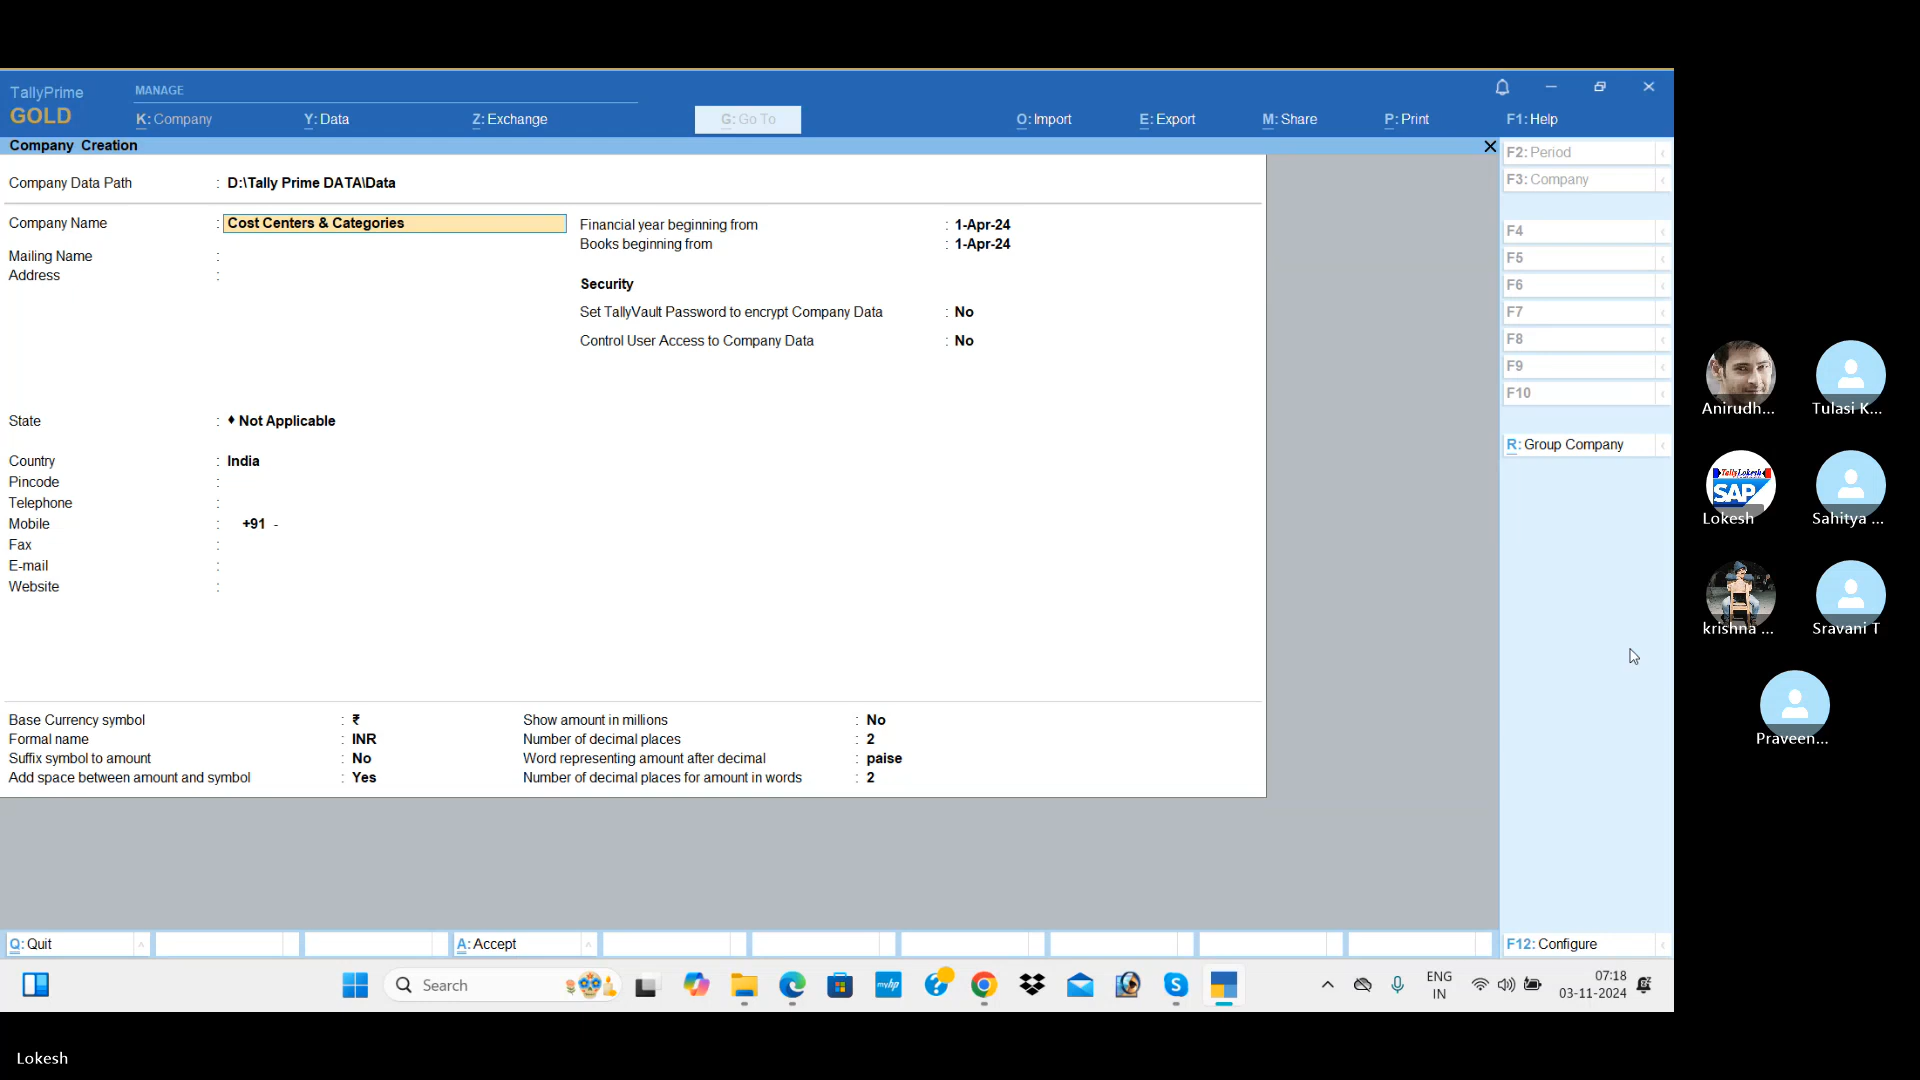 TallyPrime
GOLD
MANAGE
K: Company
Y: Data
Z: Exchange
G: Go To
O: Import
E: Export
M: Share
P: Print
F1: Help
Company Creation
Company Data Path : D:\Tally Prime DATA\Data
Company Name : Cost Centers & Categories
Mailing Name :
Address :
State : ♦ Not Applicable
Country : India
Pincode :
Telephone :
Mobile : +91 -
Fax :
E-mail :
Website :
Financial year beginning from : 1-Apr-24
Books beginning from : 1-Apr-24
Security
Set TallyVault Password to encrypt Company Data : No
Control User Access to Company Data : No
Base Currency symbol : ₹
Formal name : INR
Suffix symbol to amount : No
Add space between amount and symbol : Yes
Show amount in millions : No
Number of decimal places : 2
Word representing amount after decimal : paise
Number of decimal places for amount in words : 2
F2: Period
F3: Company
F4
F5
F6
F7
F8
F9
F10
R: Group Company
F12: Configure
Q: Quit
A: Accept
Search
myhp
ENG
IN
07:18
03-11-2024
Anirudh...
Tulasi K...
TallyLokesh
SAP
Lokesh
Sahitya ...
krishna ...
Sravani T
Praveen...
Lokesh